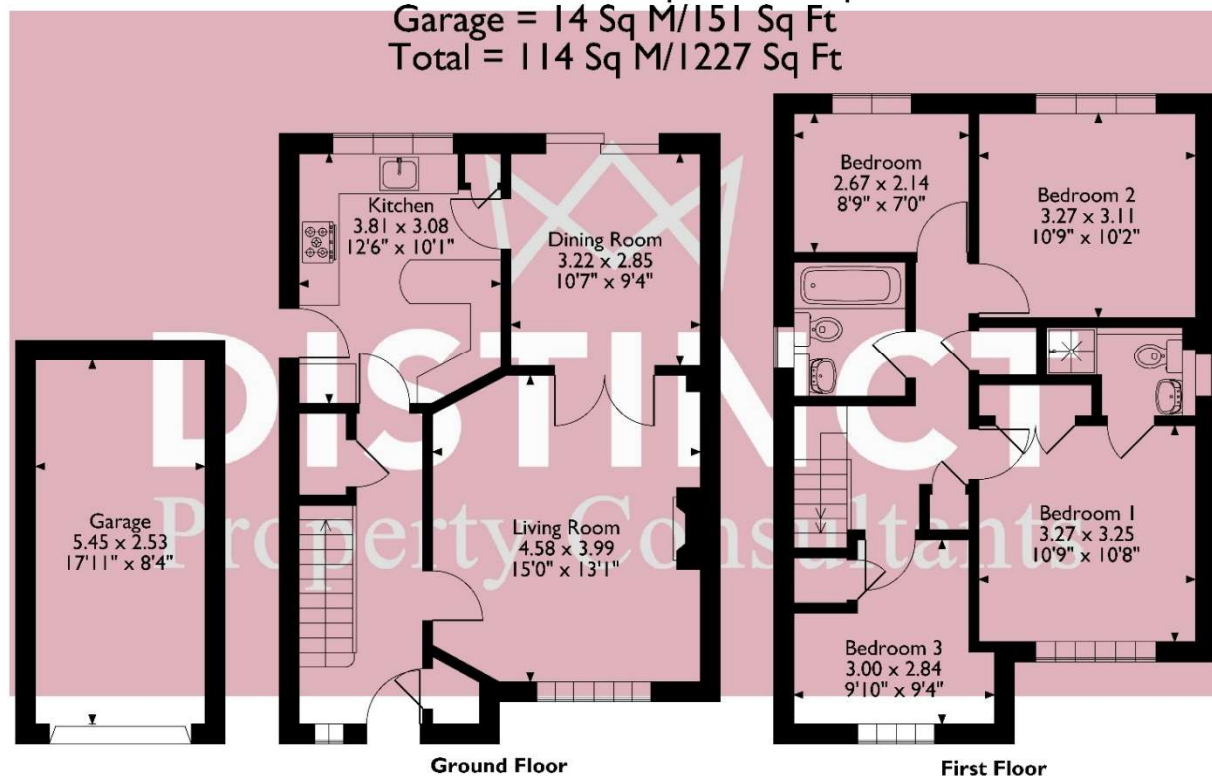 Garage = 14 Sq M/151 Sq Ft
Total = 114 Sq M/1227 Sq Ft
Kitchen
3.81 x 3.08
12'6" x 10'1"
Dining Room
3.22 x 2.85
10'7" x 9'4"
Bedroom
2.67 x 2.14
8'9" x 7'0"
Bedroom 2
3.27 x 3.11
10'9" x 10'2"
DISTINCT
Property Consultants
Garage
5.45 x 2.53
17'11" x 8'4"
Living Room
4.58 x 3.99
15'0" x 13'1"
Bedroom 1
3.27 x 3.25
10'9" x 10'8"
Bedroom 3
3.00 x 2.84
9'10" x 9'4"
Ground Floor
First Floor